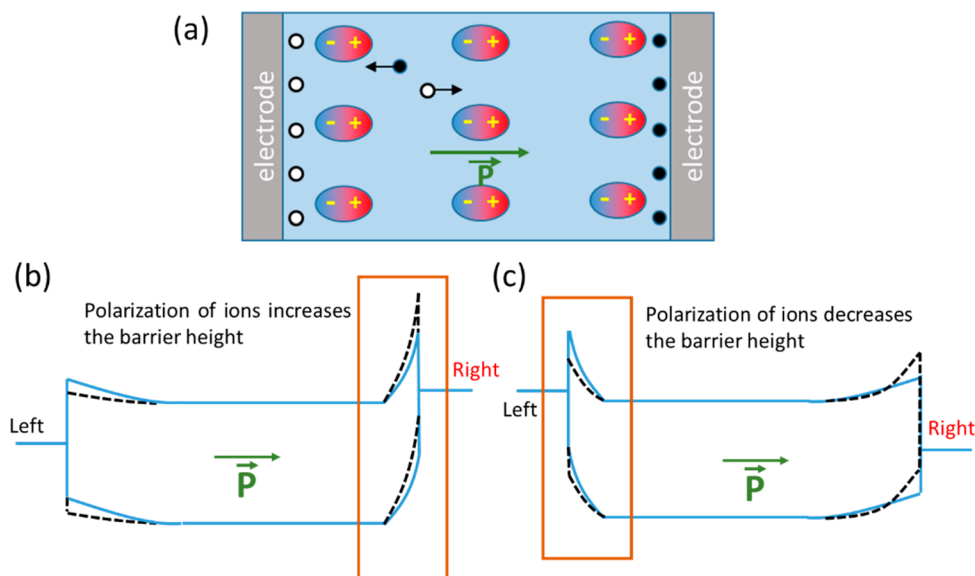 (a)
electrode
- +
- +
- +
- +
- +
- +
P
- +
- +
- +
electrode
(b)
Polarization of ions increases
the barrier height
Left
Right
P
(c)
Polarization of ions decreases
the barrier height
Left
Right
P